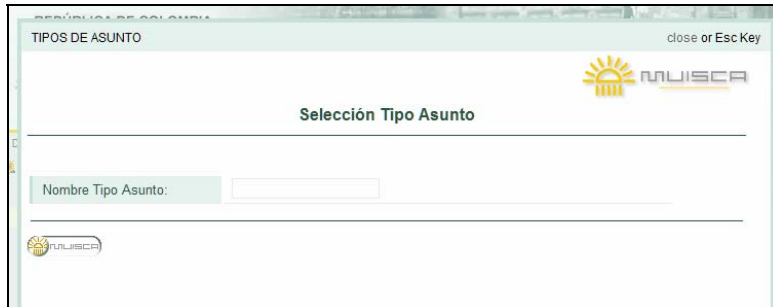 REPÚBLICA DE COLOMBIA
TIPOS DE ASUNTO
close or Esc Key
MUISCA
Selección Tipo Asunto
Nombre Tipo Asunto:
MUISCA